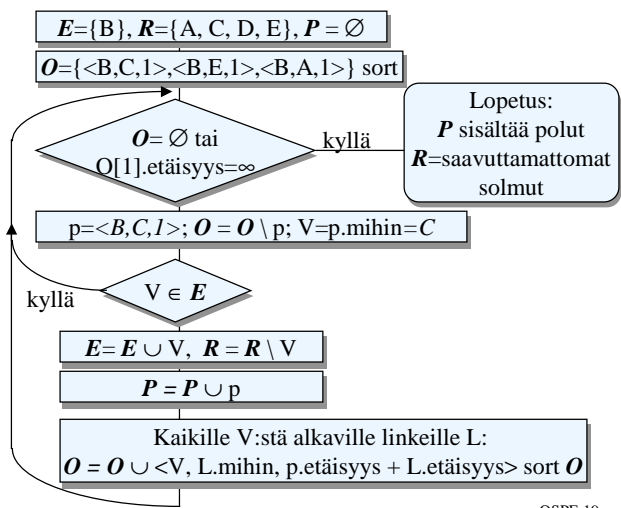 E={B}, R={A, C, D, E}, P = ∅
O={<B,C,1>,<B,E,1>,<B,A,1>} sort
O= ∅ tai
O[1].etäisyys=∞
kyllä
Lopetus:
P sisältää polut
R=saavuttamattomat
solmut
p=<B,C,1>; O = O \ p; V=p.mihin=C
V ∈ E
kyllä
E= E ∪ V, R = R \ V
P = P ∪ p
Kaikille V:stä alkaville linkeille L:
O = O ∪ <V, L.mihin, p.etäisyys + L.etäisyys> sort O